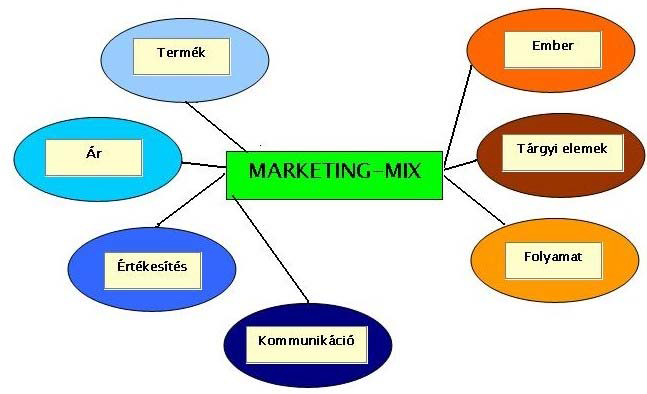 Termék
Ember
Ár
MARKETING-MIX
Tárgyi elemek
Értékesítés
Folyamat
Kommunikáció